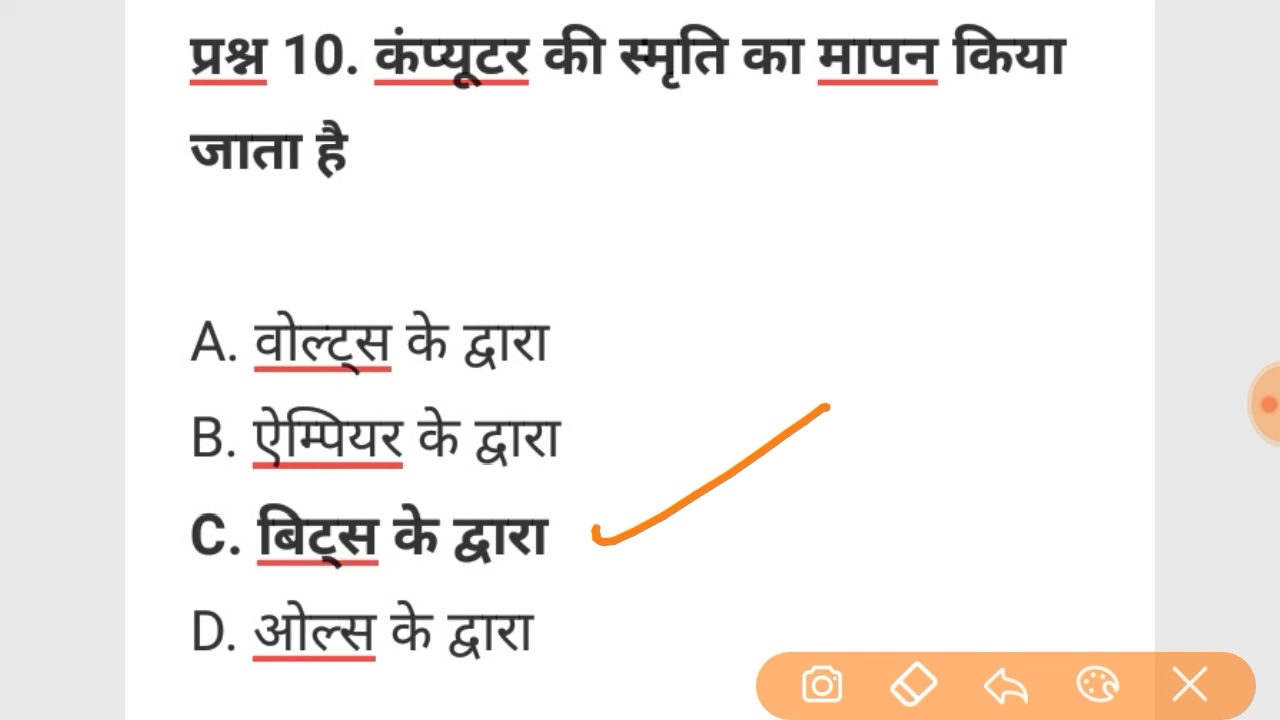 प्रश्न 10. कंप्यूटर की स्मृति का मापन किया
जाता है
A. वोल्ट्स के द्वारा
B. ऐम्पियर के द्वारा
C. बिट्स के द्वारा
D. ओल्स के द्वारा